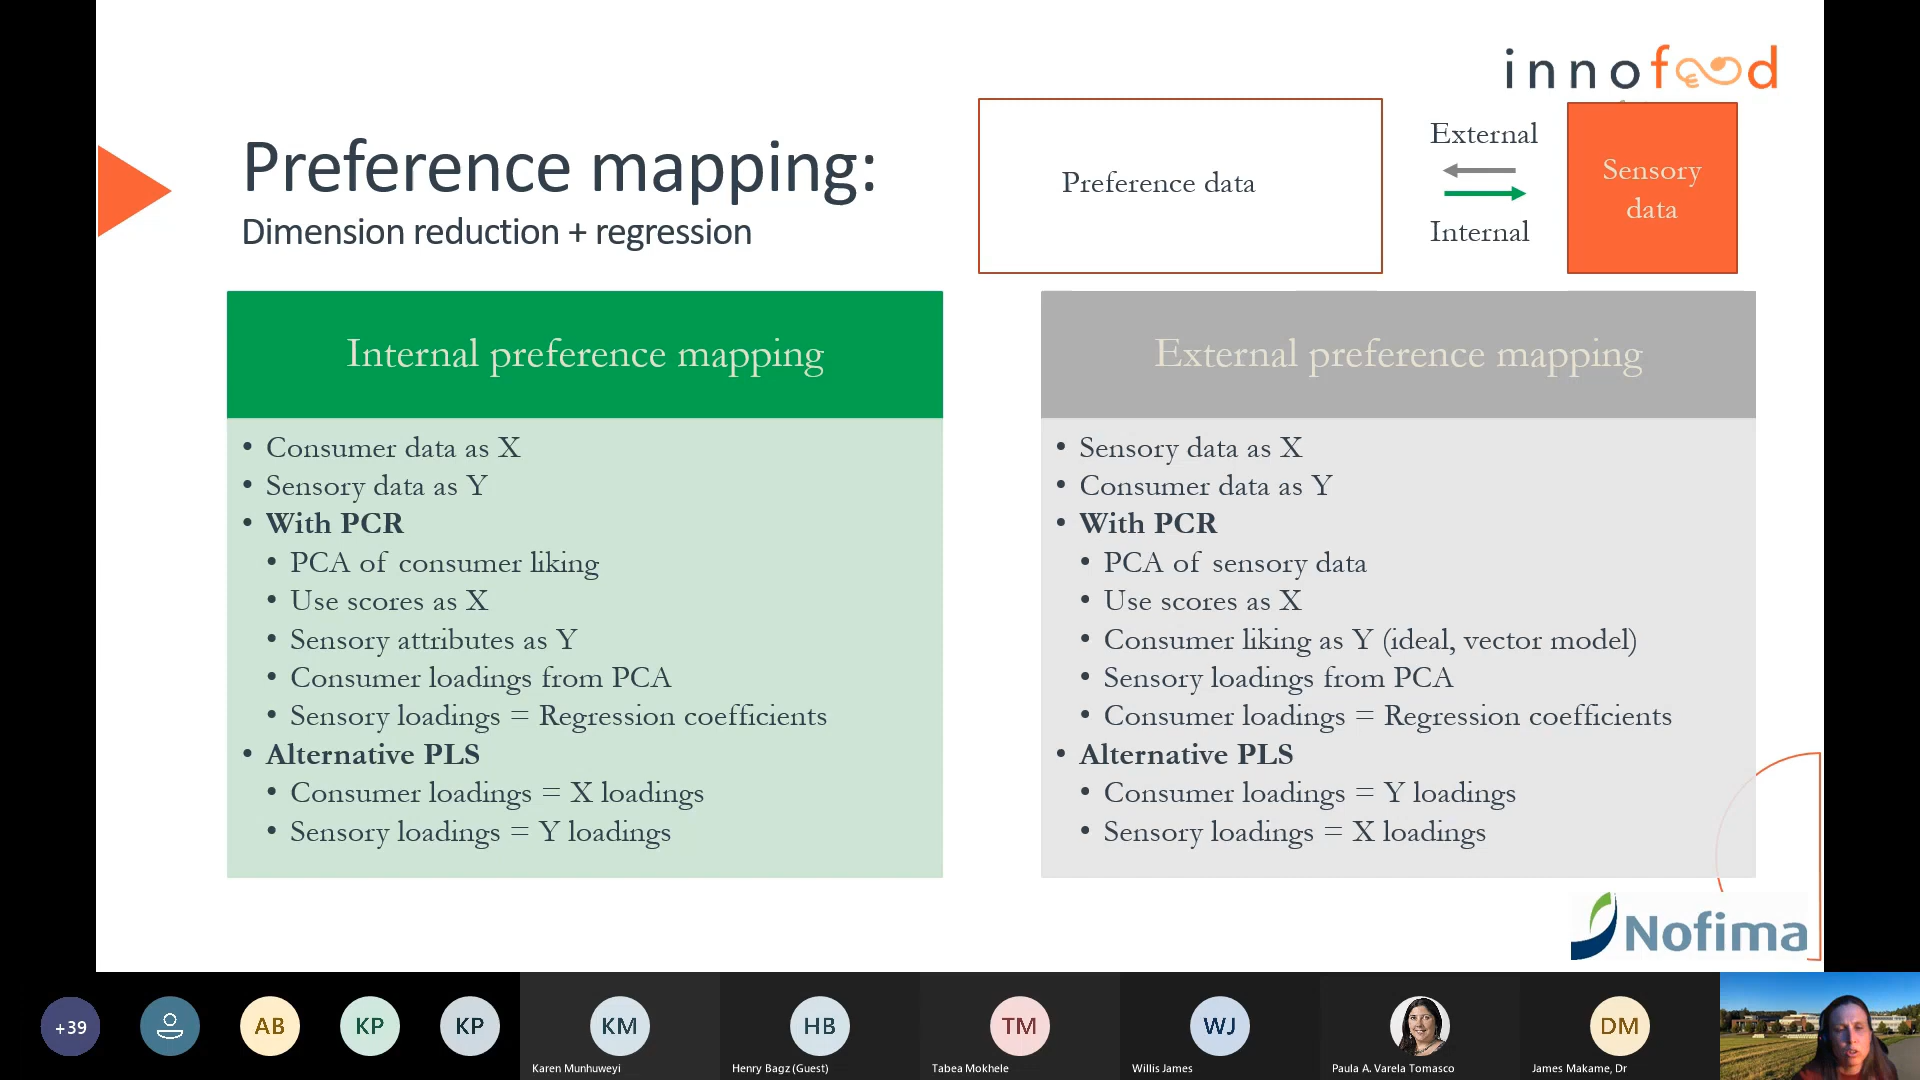 innofood
Preference mapping:
Dimension reduction + regression
Preference data
External
Internal
Sensory
data
Internal preference mapping
• Consumer data as X
• Sensory data as Y
• With PCR
• PCA of consumer liking
• Use scores as X
• Sensory attributes as Y
• Consumer loadings from PCA
• Sensory loadings = Regression coefficients
• Alternative PLS
• Consumer loadings = X loadings
• Sensory loadings = Y loadings
External preference mapping
• Sensory data as X
• Consumer data as Y
• With PCR
• PCA of sensory data
• Use scores as X
• Consumer liking as Y (ideal, vector model)
• Sensory loadings from PCA
• Consumer loadings = Regression coefficients
• Alternative PLS
• Consumer loadings = Y loadings
• Sensory loadings = X loadings
Nofima
+39
AB
KP
KP
KM
Karen Munhuweyi
HB
Henry Bagz (Guest)
TM
Tabea Mokhele
WJ
Willis James
Paula A. Varela Tomasco
DM
James Makame, Dr